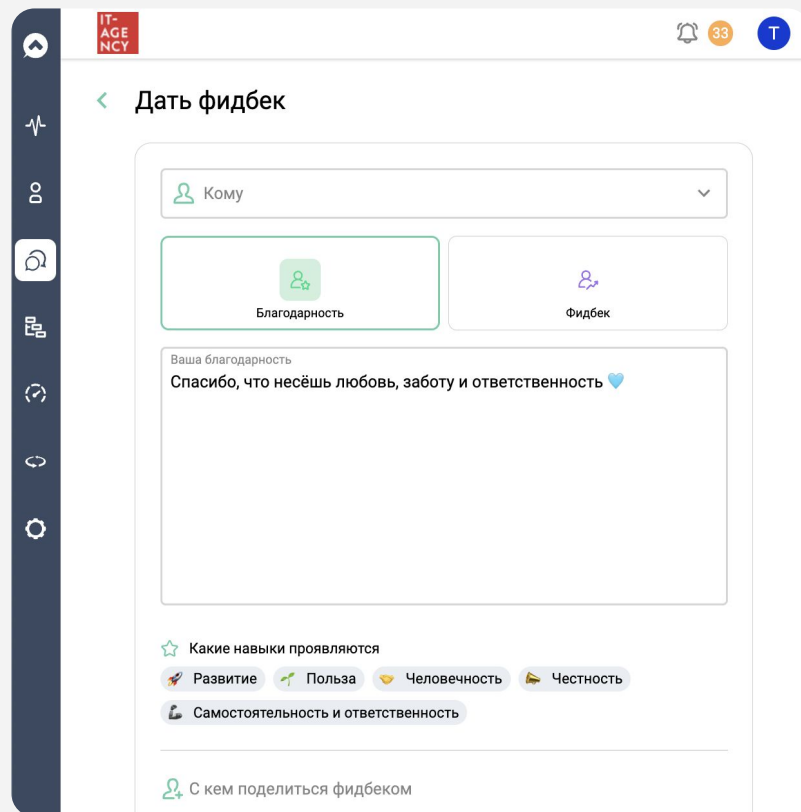 IT-
AGE
NCY
33
T
Дать фидбек
Кому
Благодарность
Фидбек
Ваша благодарность
Спасибо, что несёшь любовь, заботу и ответственность 🩵
Какие навыки проявляются
🚀 Развитие 🌱 Польза 🤝 Человечность 📣 Честность
🦾 Самостоятельность и ответственность
С кем поделиться фидбеком